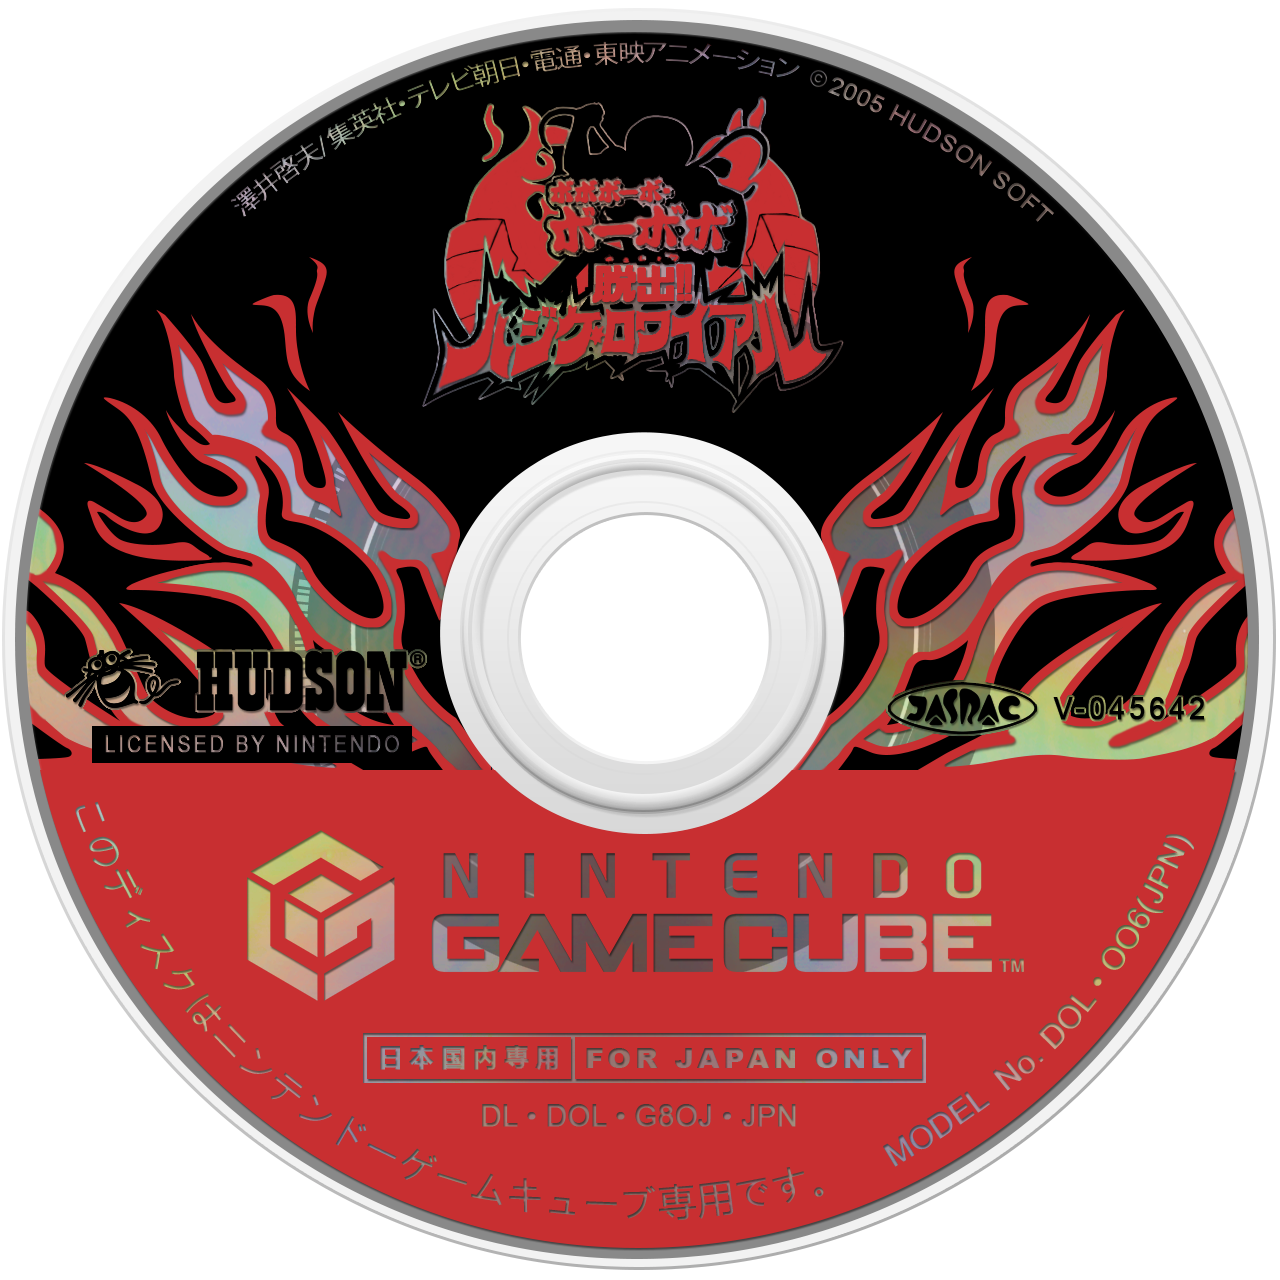 澤井啓夫/集英社・テレビ朝日・電通・東映アニメーション ©2005 HUDSON SOFT
ボボボーボ・
ボーボボ
脱出!!
ハジケ・ロワイアル
HUDSON®
LICENSED BY NINTENDO
JASRAC V-045642
NINTENDO
GAMECUBE™
日本国内専用 FOR JAPAN ONLY
DL・DOL・G8OJ・JPN
このディスクはニンテンドーゲームキューブ専用です。
MODEL No. DOL・006(JPN)